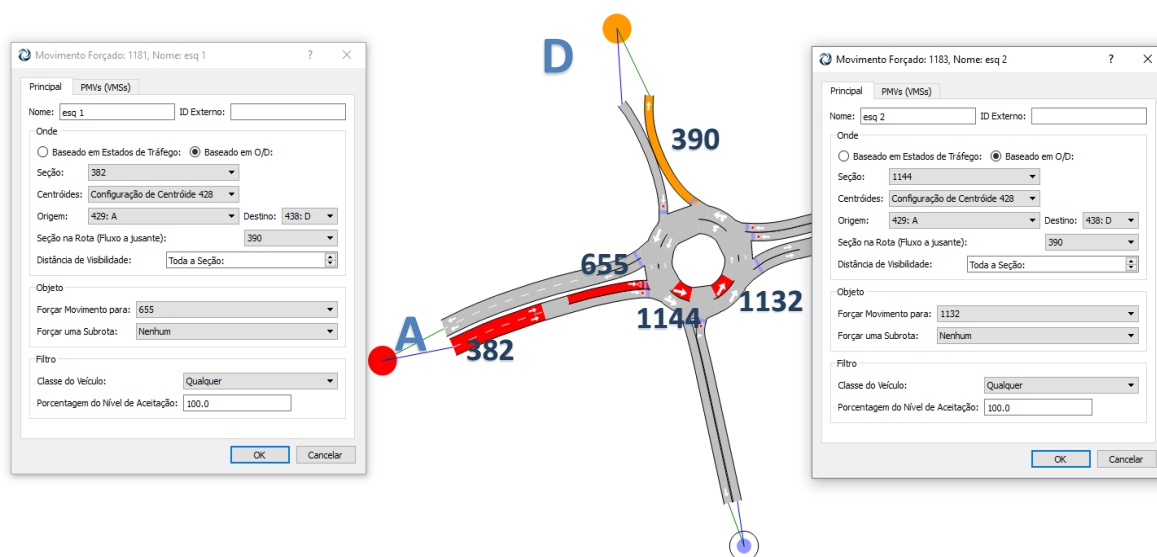 Movimento Forçado: 1181, Nome: esq 1
Principal PMVs (VMSs)
Nome: esq 1 ID Externo:
Onde
Baseado em Estados de Tráfego: Baseado em O/D:
Seção: 382
Centróides: Configuração de Centróide 428
Origem: 429: A Destino: 438: D
Seção na Rota (Fluxo a jusante): 390
Distância de Visibilidade: Toda a Seção:
Objeto
Forçar Movimento para: 655
Forçar uma Subrota: Nenhum
Filtro
Classe do Veículo: Qualquer
Porcentagem do Nível de Aceitação: 100.0
OK Cancelar
D
390
655
1132
1144
A
382
Movimento Forçado: 1183, Nome: esq 2
Principal PMVs (VMSs)
Nome: esq 2 ID Externo:
Onde
Baseado em Estados de Tráfego: Baseado em O/D:
Seção: 1144
Centróides: Configuração de Centróide 428
Origem: 429: A Destino: 438: D
Seção na Rota (Fluxo a jusante): 390
Distância de Visibilidade: Toda a Seção:
Objeto
Forçar Movimento para: 1132
Forçar uma Subrota: Nenhum
Filtro
Classe do Veículo: Qualquer
Porcentagem do Nível de Aceitação: 100.0
OK Cancelar